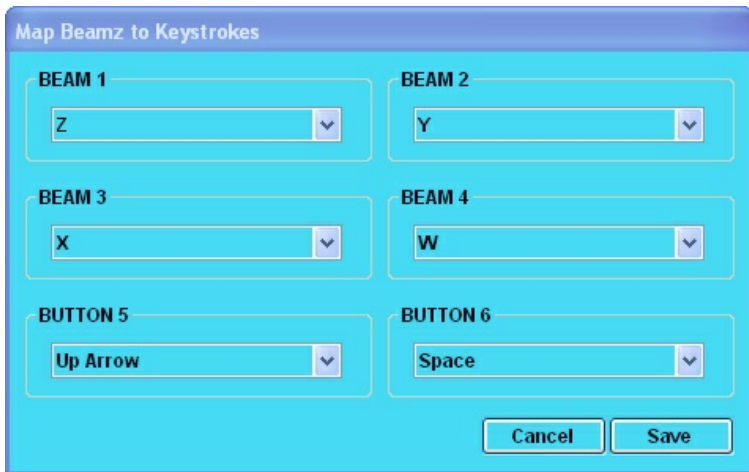 Map Beamz to Keystrokes
BEAM 1
BEAM 2
Z
Y
BEAM 3
BEAM 4
X
W
BUTTON 5
BUTTON 6
Up Arrow
Space
Cancel
Save